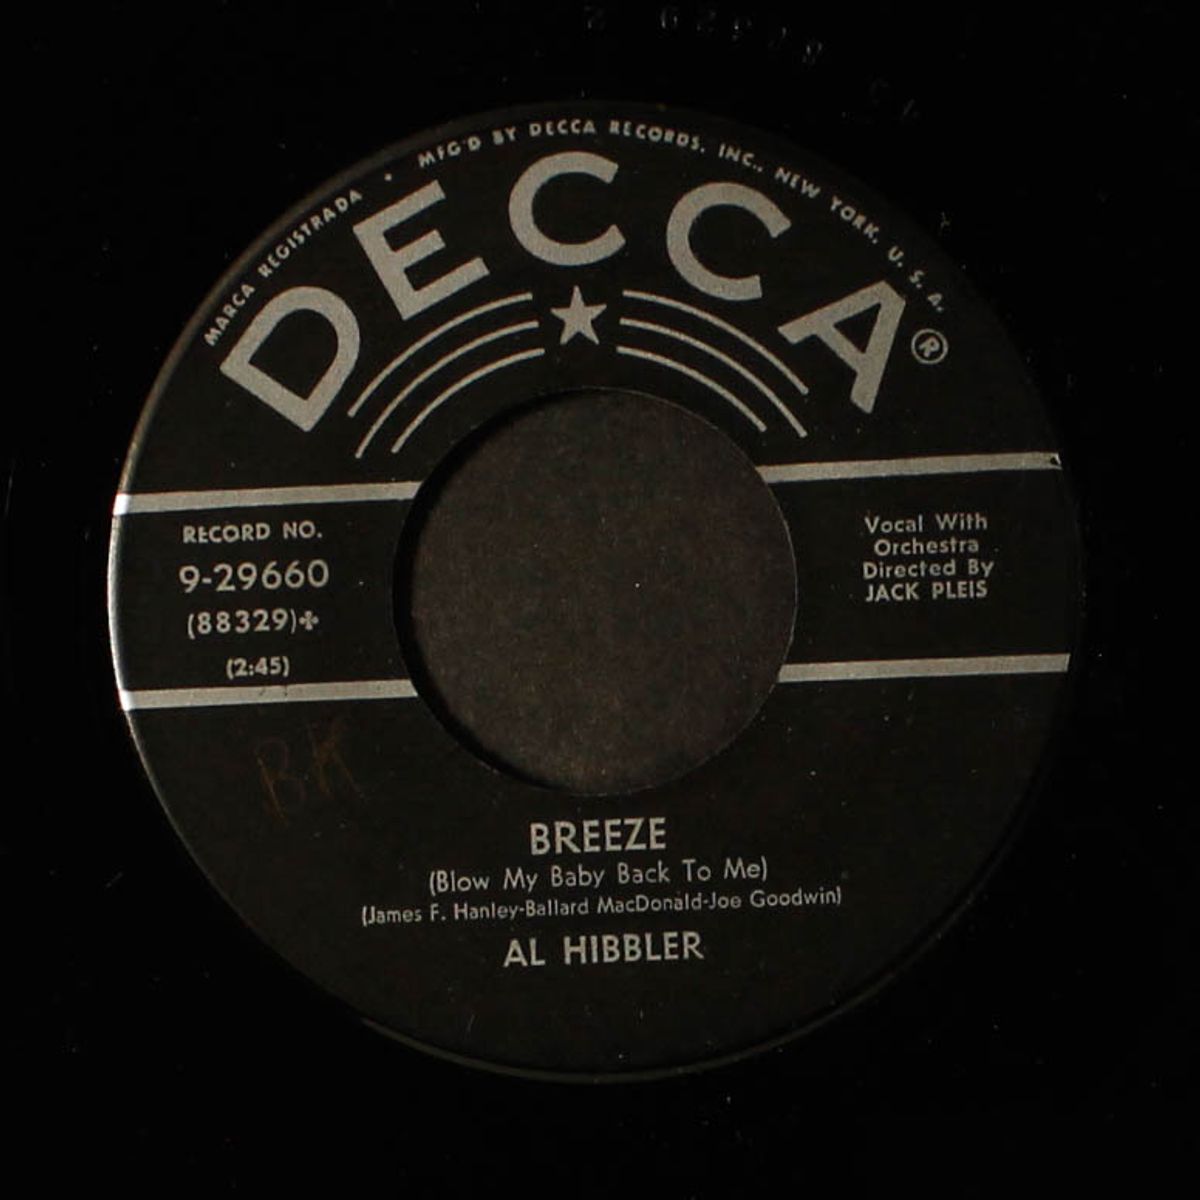 MARCA REGISTRADA • MFG'D BY DECCA RECORDS, INC., NEW YORK, U. S. A.
DECCA®
RECORD NO.
9-29660
(88329)✤
(2:45)
Vocal With
Orchestra
Directed By
JACK PLEIS
BK
BREEZE
(Blow My Baby Back To Me)
(James F. Hanley-Ballard MacDonald-Joe Goodwin)
AL HIBBLER